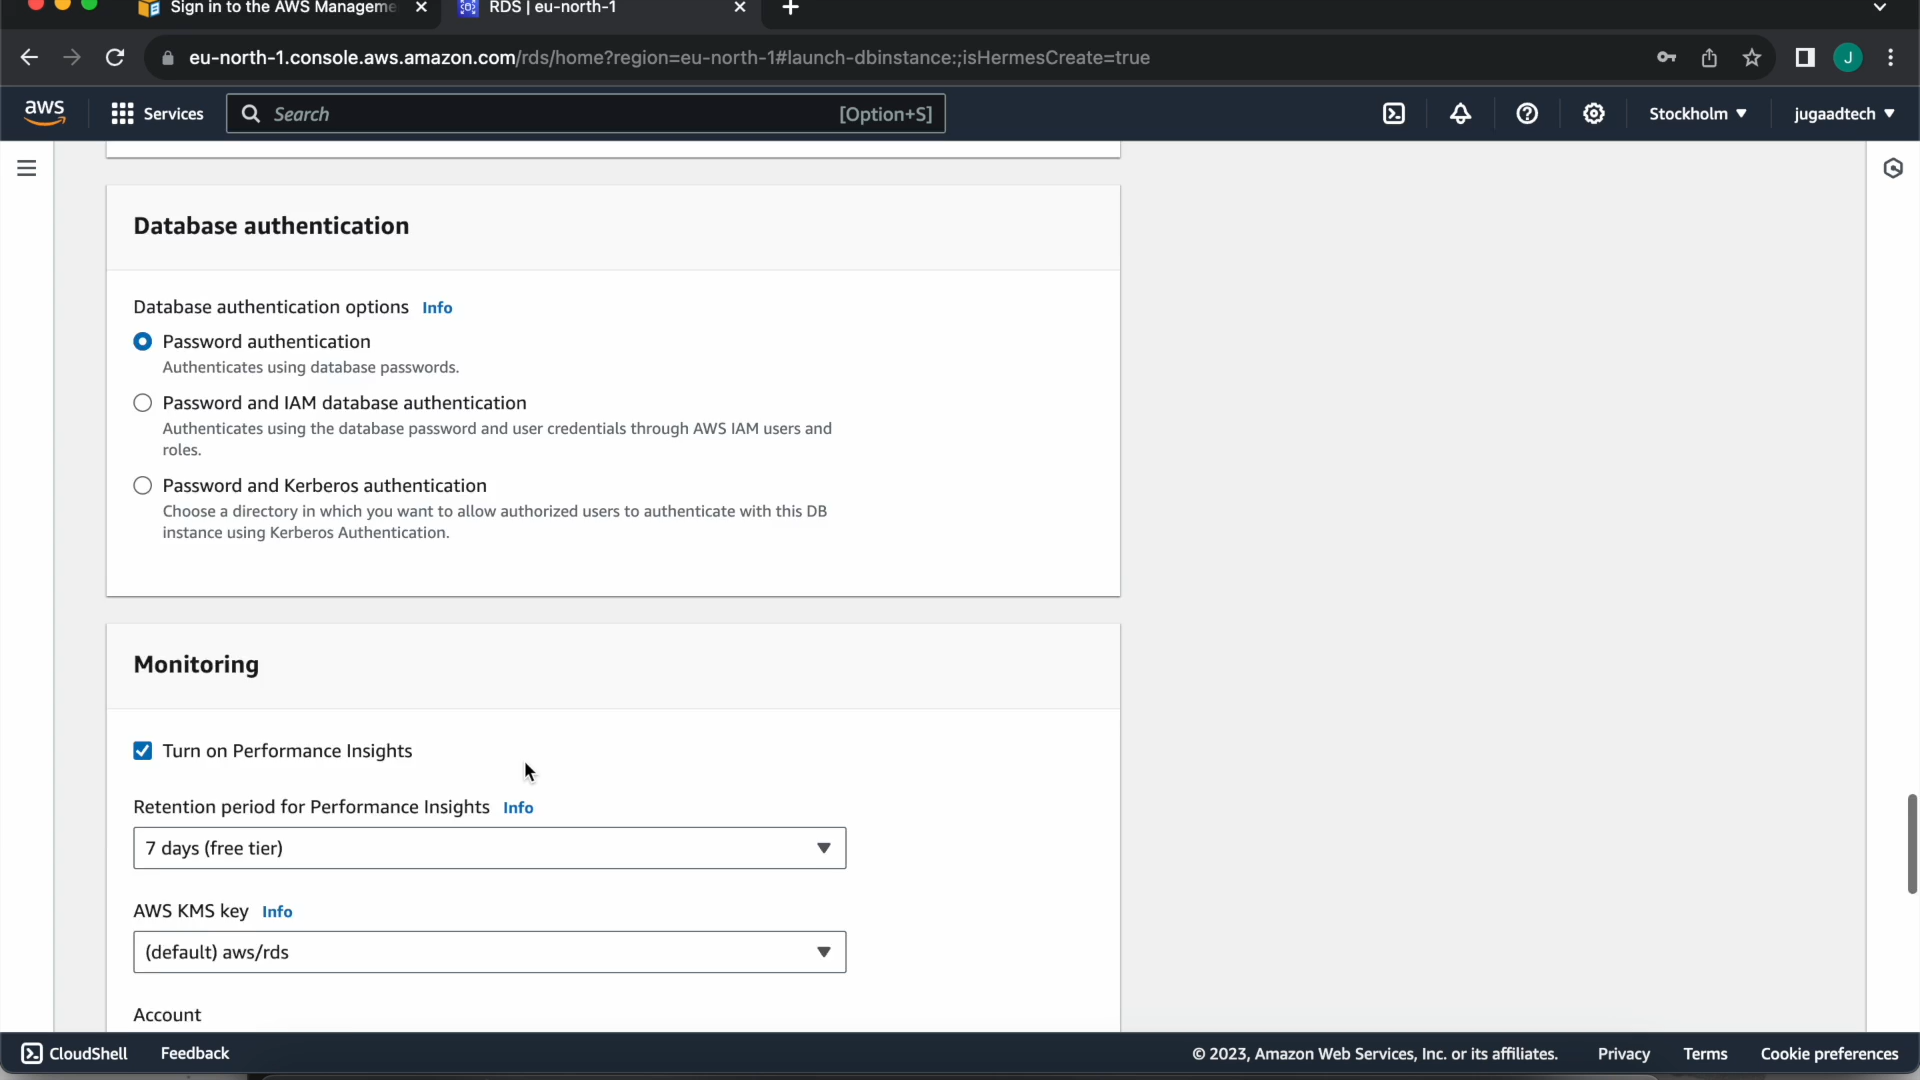 Sign in to the AWS Manageme
RDS | eu-north-1
eu-north-1.console.aws.amazon.com/rds/home?region=eu-north-1#launch-dbinstance:;isHermesCreate=true
J
aws
Services
Search
[Option+S]
Stockholm
jugaadtech
Database authentication
Database authentication options Info
Password authentication
Authenticates using database passwords.
Password and IAM database authentication
Authenticates using the database password and user credentials through AWS IAM users and
roles.
Password and Kerberos authentication
Choose a directory in which you want to allow authorized users to authenticate with this DB
instance using Kerberos Authentication.
Monitoring
Turn on Performance Insights
Retention period for Performance Insights Info
7 days (free tier)
AWS KMS key Info
(default) aws/rds
Account
CloudShell
Feedback
© 2023, Amazon Web Services, Inc. or its affiliates.
Privacy
Terms
Cookie preferences